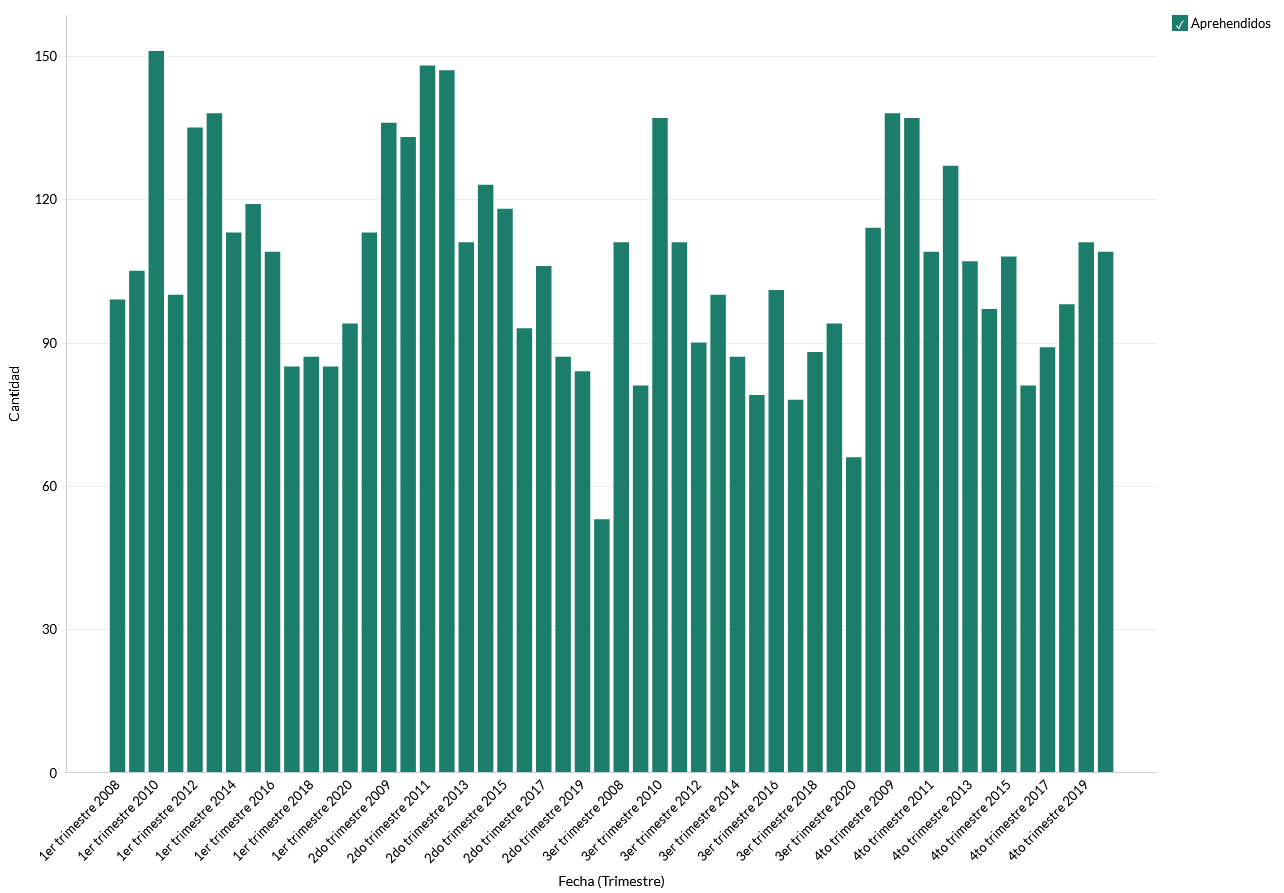 Aprehendidos
150
120
90
60
30
0
Cantidad
1er trimestre 2008
1er trimestre 2010
1er trimestre 2012
1er trimestre 2014
1er trimestre 2016
1er trimestre 2018
1er trimestre 2020
2do trimestre 2009
2do trimestre 2011
2do trimestre 2013
2do trimestre 2015
2do trimestre 2017
2do trimestre 2019
3er trimestre 2008
3er trimestre 2010
3er trimestre 2012
3er trimestre 2014
3er trimestre 2016
3er trimestre 2018
3er trimestre 2020
4to trimestre 2009
4to trimestre 2011
4to trimestre 2013
4to trimestre 2015
4to trimestre 2017
4to trimestre 2019
Fecha (Trimestre)